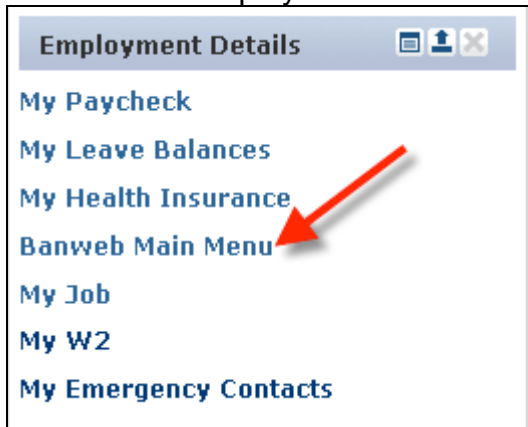 Employment Details
My Paycheck
My Leave Balances
My Health Insurance
Banweb Main Menu
My Job
My W2
My Emergency Contacts